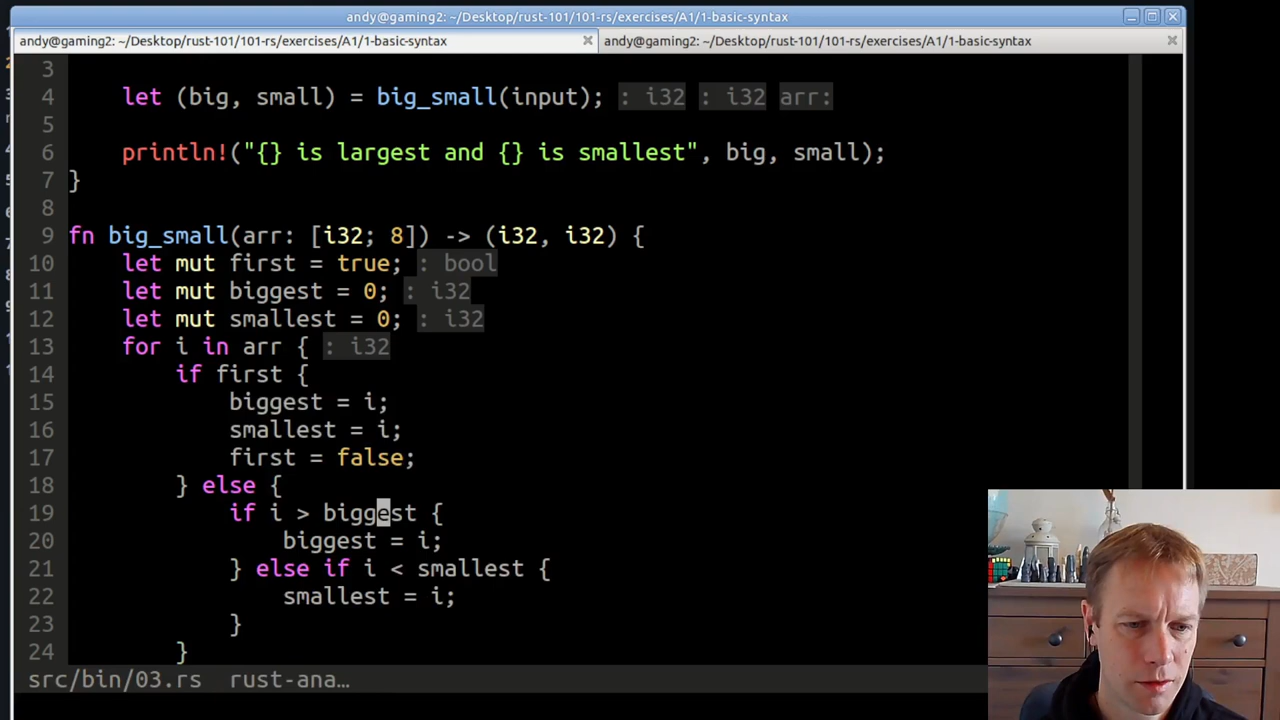 andy@gaming2: ~/Desktop/rust-101/101-rs/exercises/A1/1-basic-syntax
andy@gaming2: ~/Desktop/rust-101/101-rs/exercises/A1/1-basic-syntax
andy@gaming2: ~/Desktop/rust-101/101-rs/exercises/A1/1-basic-syntax
3
4 let (big, small) = big_small(input); : i32 : i32 arr:
5
6 println!("{} is largest and {} is smallest", big, small);
7 }
8
9 fn big_small(arr: [i32; 8]) -> (i32, i32) {
10 let mut first = true; : bool
11 let mut biggest = 0; : i32
12 let mut smallest = 0; : i32
13 for i in arr { : i32
14 if first {
15 biggest = i;
16 smallest = i;
17 first = false;
18 } else {
19 if i > biggest {
20 biggest = i;
21 } else if i < smallest {
22 smallest = i;
23 }
24 }
src/bin/03.rs rust-ana…